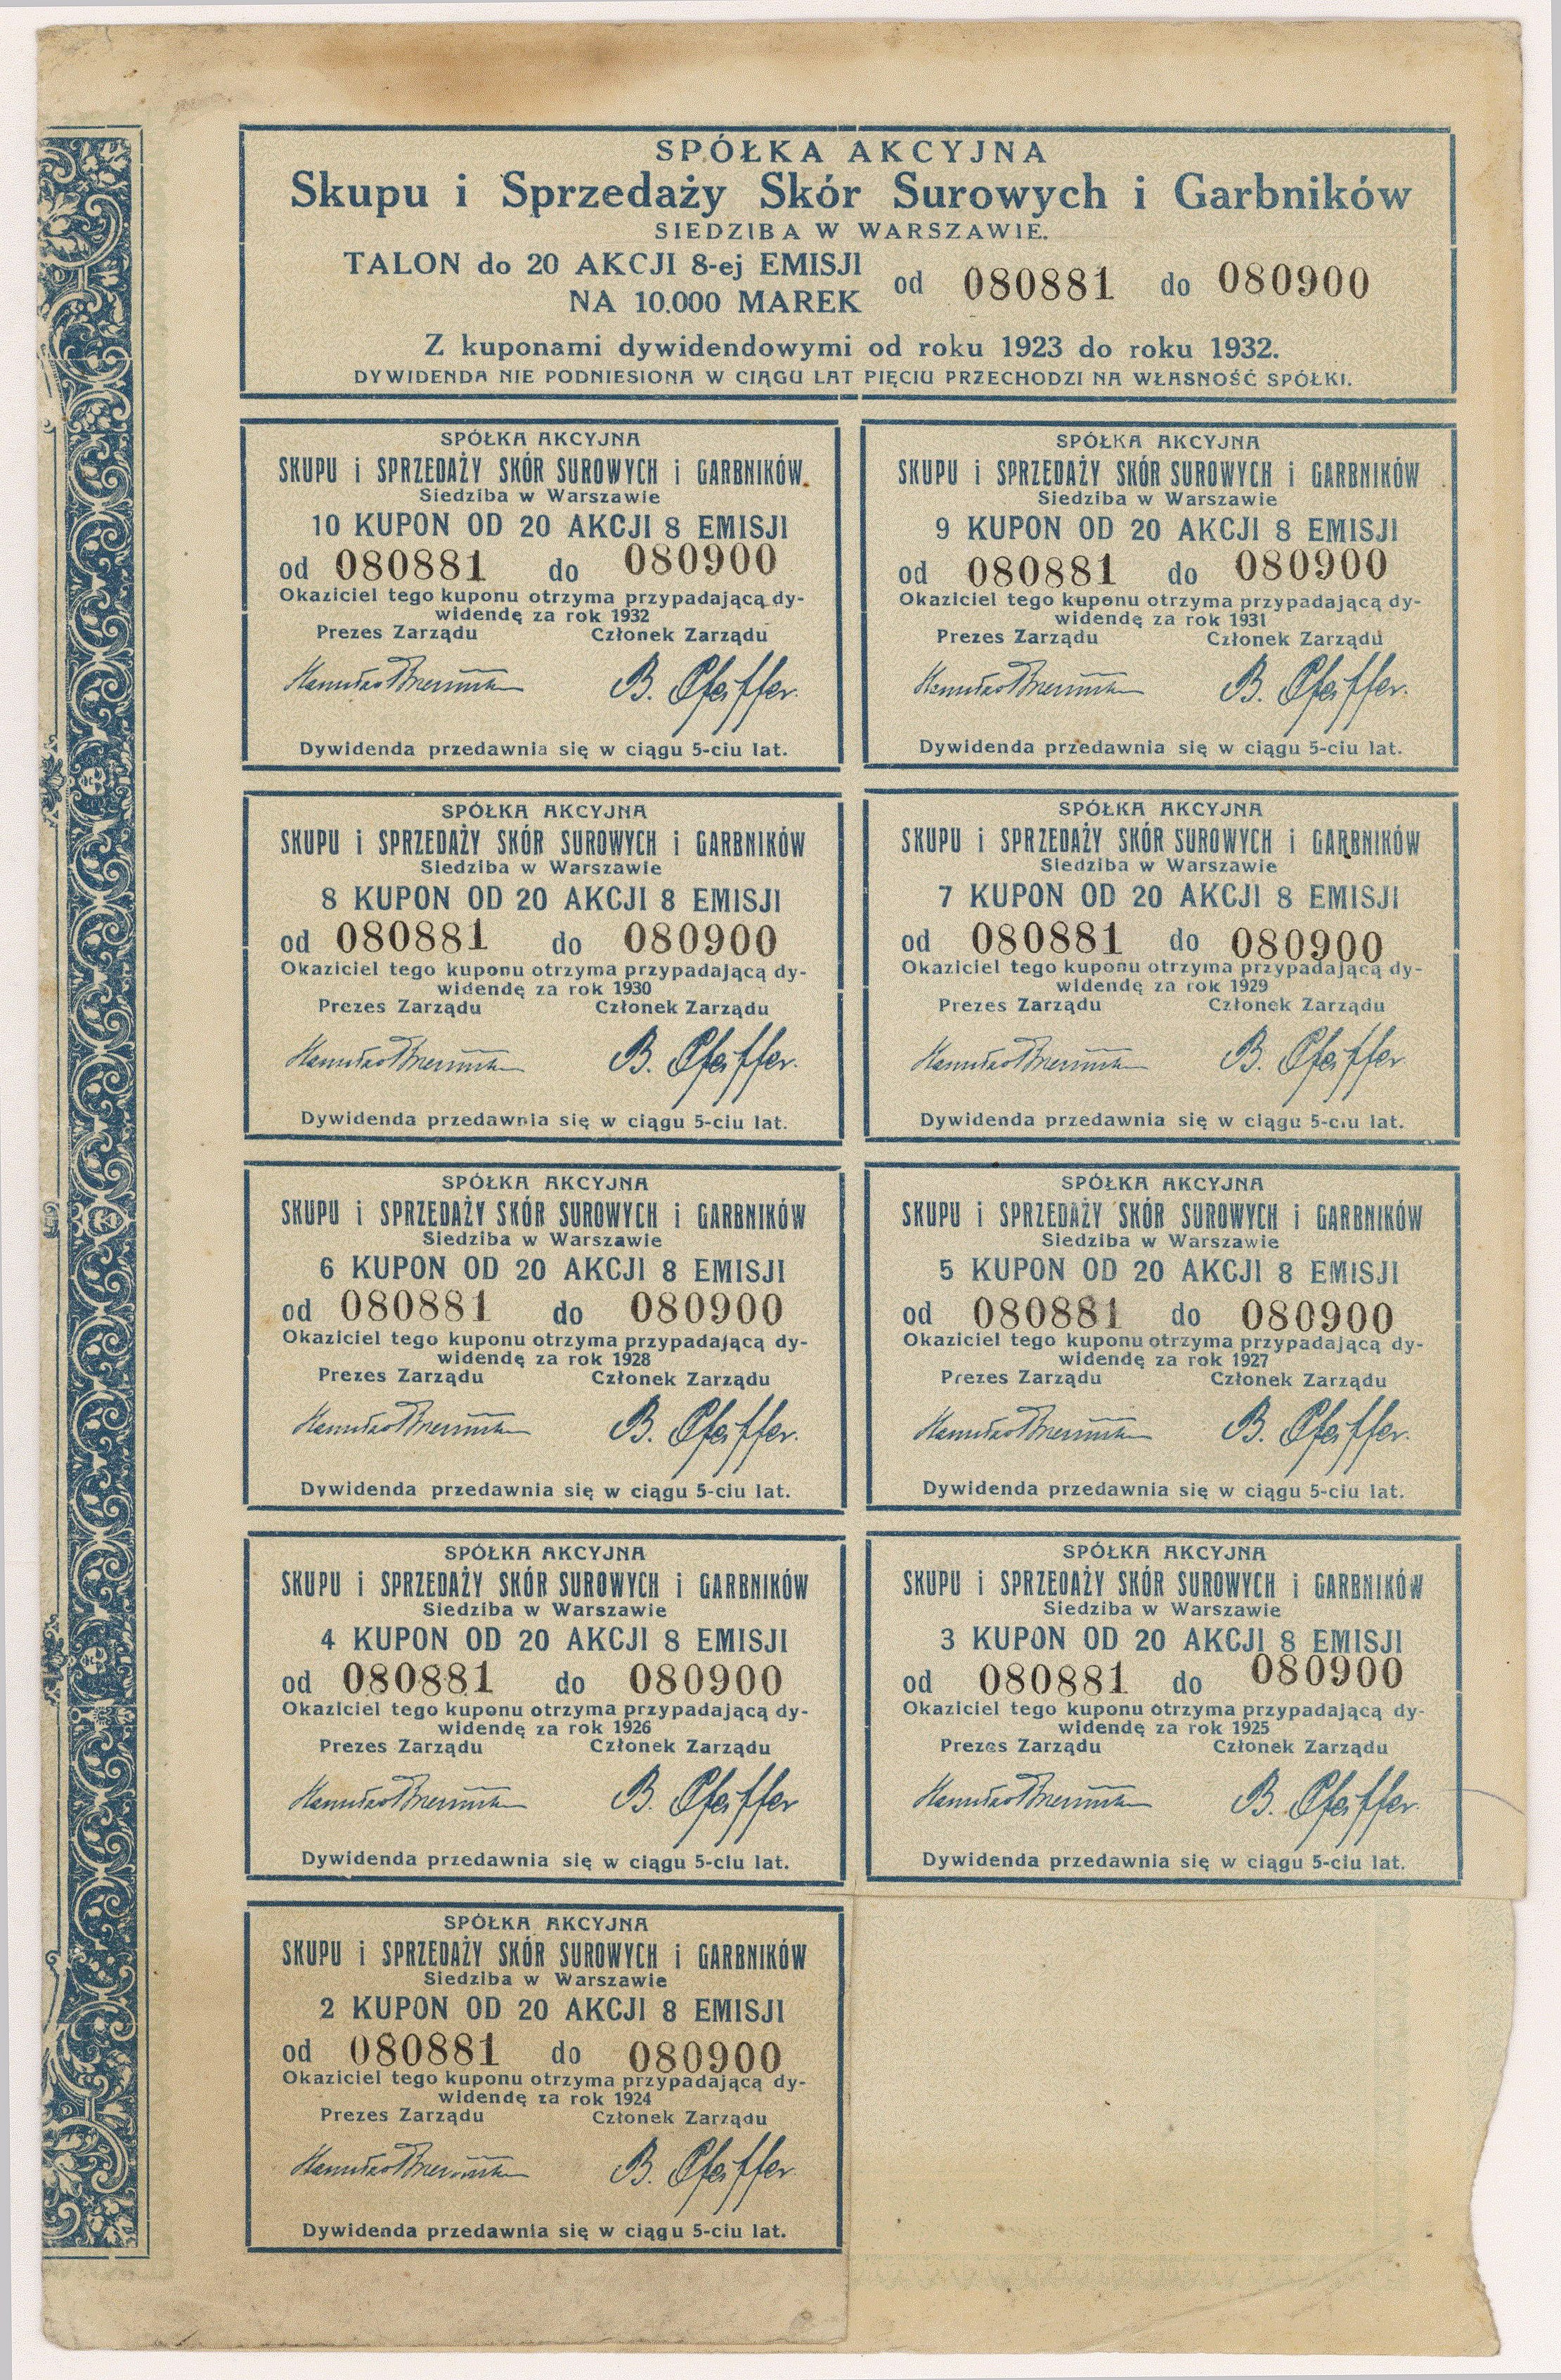 SPÓŁKA AKCYJNA
Skupu i Sprzedaży Skór Surowych i Garbników
SIEDZIBA W WARSZAWIE.
TALON do 20 AKCJI 8-ej EMISJI
NA 10.000 MAREK
od 080881 do 080900
Z kuponami dywidendowymi od roku 1923 do roku 1932.
DYWIDENDA NIE PODNIESIONA W CIĄGU LAT PIĘCIU PRZECHODZI NA WŁASNOŚĆ SPÓŁKI.
SPÓŁKA AKCYJNA
SKUPU i SPRZEDAŻY SKÓR SUROWYCH i GARBNIKÓW.
Siedziba w Warszawie
10 KUPON OD 20 AKCJI 8 EMISJI
od 080881 do 080900
Okaziciel tego kuponu otrzyma przypadającą dy-
widendę za rok 1932
Prezes Zarządu Członek Zarządu
B. Pfeiffer.
Dywidenda przedawnia się w ciągu 5-ciu lat.
SPÓŁKA AKCYJNA
SKUPU i SPRZEDAŻY SKÓR SUROWYCH i GARBNIKÓW
Siedziba w Warszawie
9 KUPON OD 20 AKCJI 8 EMISJI
od 080881 do 080900
Okaziciel tego kuponu otrzyma przypadającą dy-
widendę za rok 1931
Prezes Zarządu Członek Zarządu
B. Pfeiffer.
Dywidenda przedawnia się w ciągu 5-ciu lat.
SPÓŁKA AKCYJNA
SKUPU i SPRZEDAŻY SKÓR SUROWYCH i GARBNIKÓW
Siedziba w Warszawie
8 KUPON OD 20 AKCJI 8 EMISJI
od 080881 do 080900
Okaziciel tego kuponu otrzyma przypadającą dy-
widendę za rok 1930
Prezes Zarządu Członek Zarządu
B. Pfeiffer.
Dywidenda przedawnia się w ciągu 5-ciu lat.
SPÓŁKA AKCYJNA
SKUPU i SPRZEDAŻY SKÓR SUROWYCH i GARBNIKÓW
Siedziba w Warszawie
7 KUPON OD 20 AKCJI 8 EMISJI
od 080881 do 080900
Okaziciel tego kuponu otrzyma przypadającą dy-
widendę za rok 1929
Prezes Zarządu Członek Zarządu
B. Pfeiffer
Dywidenda przedawnia się w ciągu 5-ciu lat.
SPÓŁKA AKCYJNA
SKUPU i SPRZEDAŻY SKÓR SUROWYCH i GARBNIKÓW
Siedziba w Warszawie
6 KUPON OD 20 AKCJI 8 EMISJI
od 080881 do 080900
Okaziciel tego kuponu otrzyma przypadającą dy-
widendę za rok 1928
Prezes Zarządu Członek Zarządu
B. Pfeiffer.
Dywidenda przedawnia się w ciągu 5-ciu lat.
SPÓŁKA AKCYJNA
SKUPU i SPRZEDAŻY SKÓR SUROWYCH i GARBNIKÓW
Siedziba w Warszawie
5 KUPON OD 20 AKCJI 8 EMISJI
od 080881 do 080900
Okaziciel tego kuponu otrzyma przypadającą dy-
widendę za rok 1927
Prezes Zarządu Członek Zarządu
B. Pfeiffer.
Dywidenda przedawnia się w ciągu 5-ciu lat.
SPÓŁKA AKCYJNA
SKUPU i SPRZEDAŻY SKÓR SUROWYCH i GARBNIKÓW
Siedziba w Warszawie
4 KUPON OD 20 AKCJI 8 EMISJI
od 080881 do 080900
Okaziciel tego kuponu otrzyma przypadającą dy-
widendę za rok 1926
Prezes Zarządu Członek Zarządu
B. Pfeiffer
Dywidenda przedawnia się w ciągu 5-ciu lat.
SPÓŁKA AKCYJNA
SKUPU i SPRZEDAŻY SKÓR SUROWYCH i GARBNIKÓW
Siedziba w Warszawie
3 KUPON OD 20 AKCJI 8 EMISJI
od 080881 do 080900
Okaziciel tego kuponu otrzyma przypadającą dy-
widendę za rok 1925
Prezes Zarządu Członek Zarządu
B. Pfeiffer.
Dywidenda przedawnia się w ciągu 5-ciu lat.
SPÓŁKA AKCYJNA
SKUPU i SPRZEDAŻY SKÓR SUROWYCH i GARBNIKÓW
Siedziba w Warszawie
2 KUPON OD 20 AKCJI 8 EMISJI
od 080881 do 080900
Okaziciel tego kuponu otrzyma przypadającą dy-
widendę za rok 1924
Prezes Zarządu Członek Zarządu
B. Pfeiffer.
Dywidenda przedawnia się w ciągu 5-ciu lat.